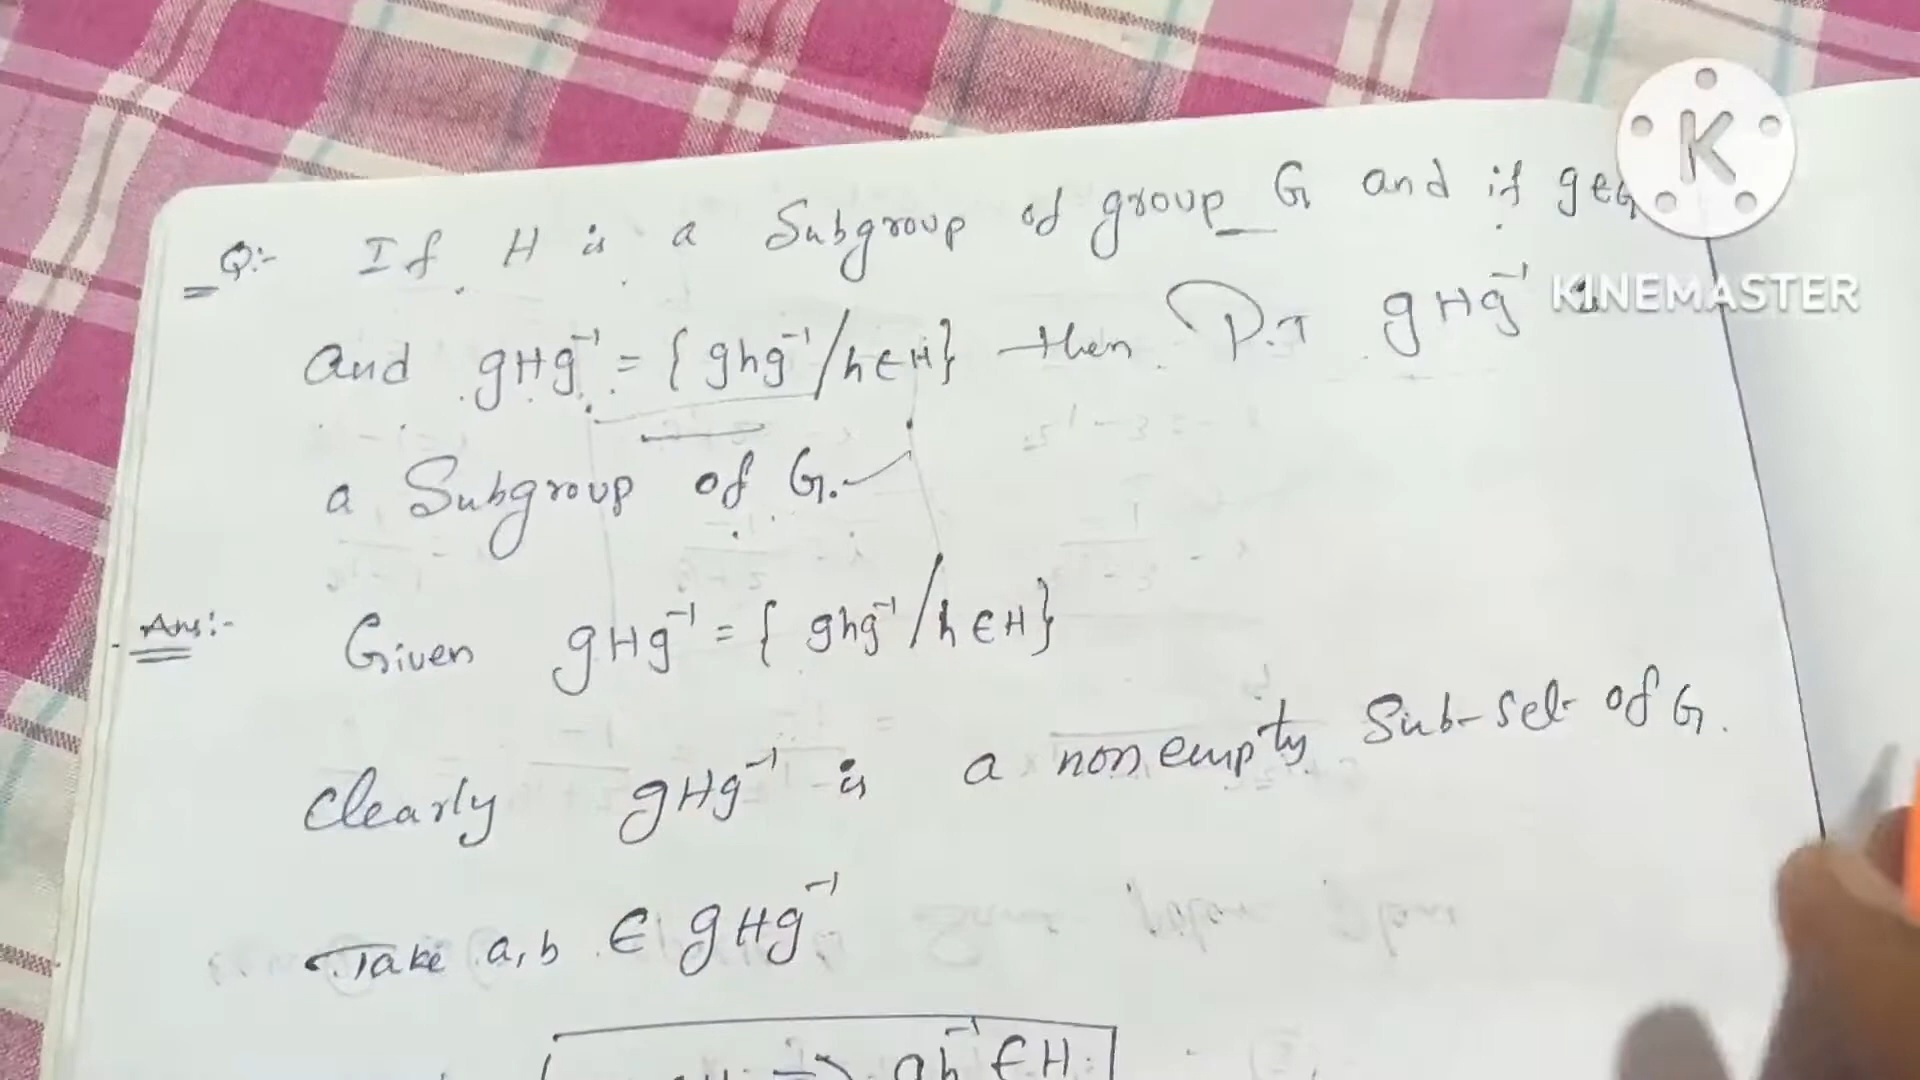 Q:- If H is a Subgroup of group G and if g∈G
K
KINEMASTER
and gHg⁻¹ = {ghg⁻¹/h∈H} then P.T gHg⁻¹
a Subgroup of G.
Ans:- Given gHg⁻¹ = { ghg⁻¹/h ∈H}
clearly gHg⁻¹ is a non empty Sub-set of G.
Take a, b ∈ gHg⁻¹
ab⁻¹ ∈ H